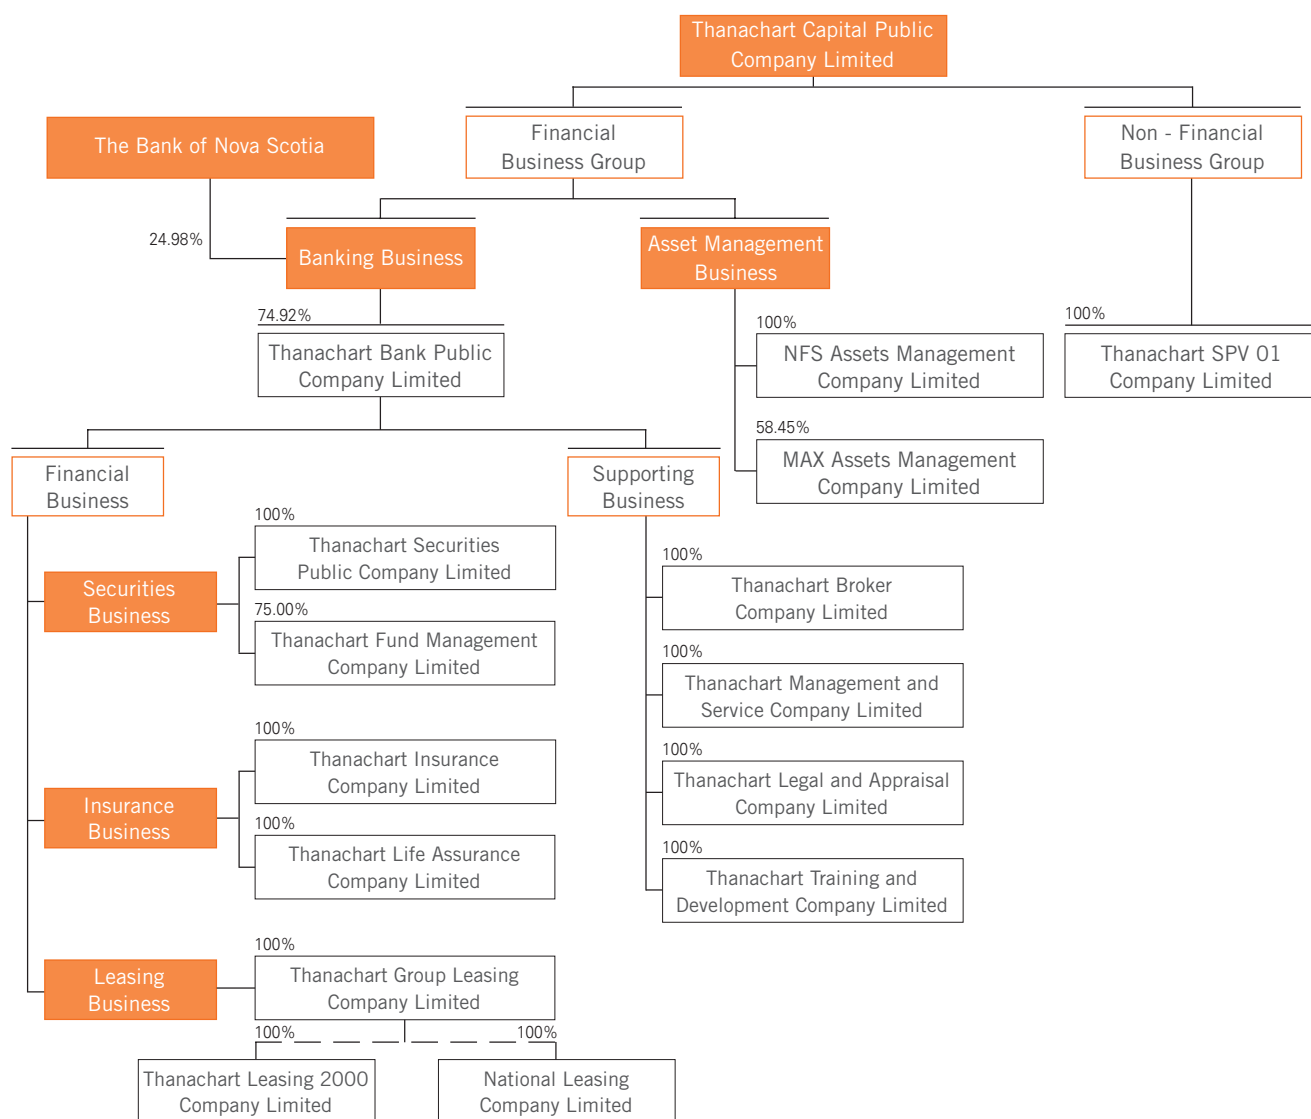 Thanachart Capital Public
Company Limited
Financial
Business Group
Non - Financial
Business Group
The Bank of Nova Scotia
24.98%
Banking Business
Asset Management
Business
74.92%
Thanachart Bank Public
Company Limited
100%
NFS Assets Management
Company Limited
58.45%
MAX Assets Management
Company Limited
100%
Thanachart SPV 01
Company Limited
Financial
Business
Supporting
Business
Securities
Business
100%
Thanachart Securities
Public Company Limited
75.00%
Thanachart Fund Management
Company Limited
Insurance
Business
100%
Thanachart Insurance
Company Limited
100%
Thanachart Life Assurance
Company Limited
Leasing
Business
100%
Thanachart Group Leasing
Company Limited
100%
Thanachart Leasing 2000
Company Limited
100%
National Leasing
Company Limited
100%
Thanachart Broker
Company Limited
100%
Thanachart Management and
Service Company Limited
100%
Thanachart Legal and Appraisal
Company Limited
100%
Thanachart Training and
Development Company Limited